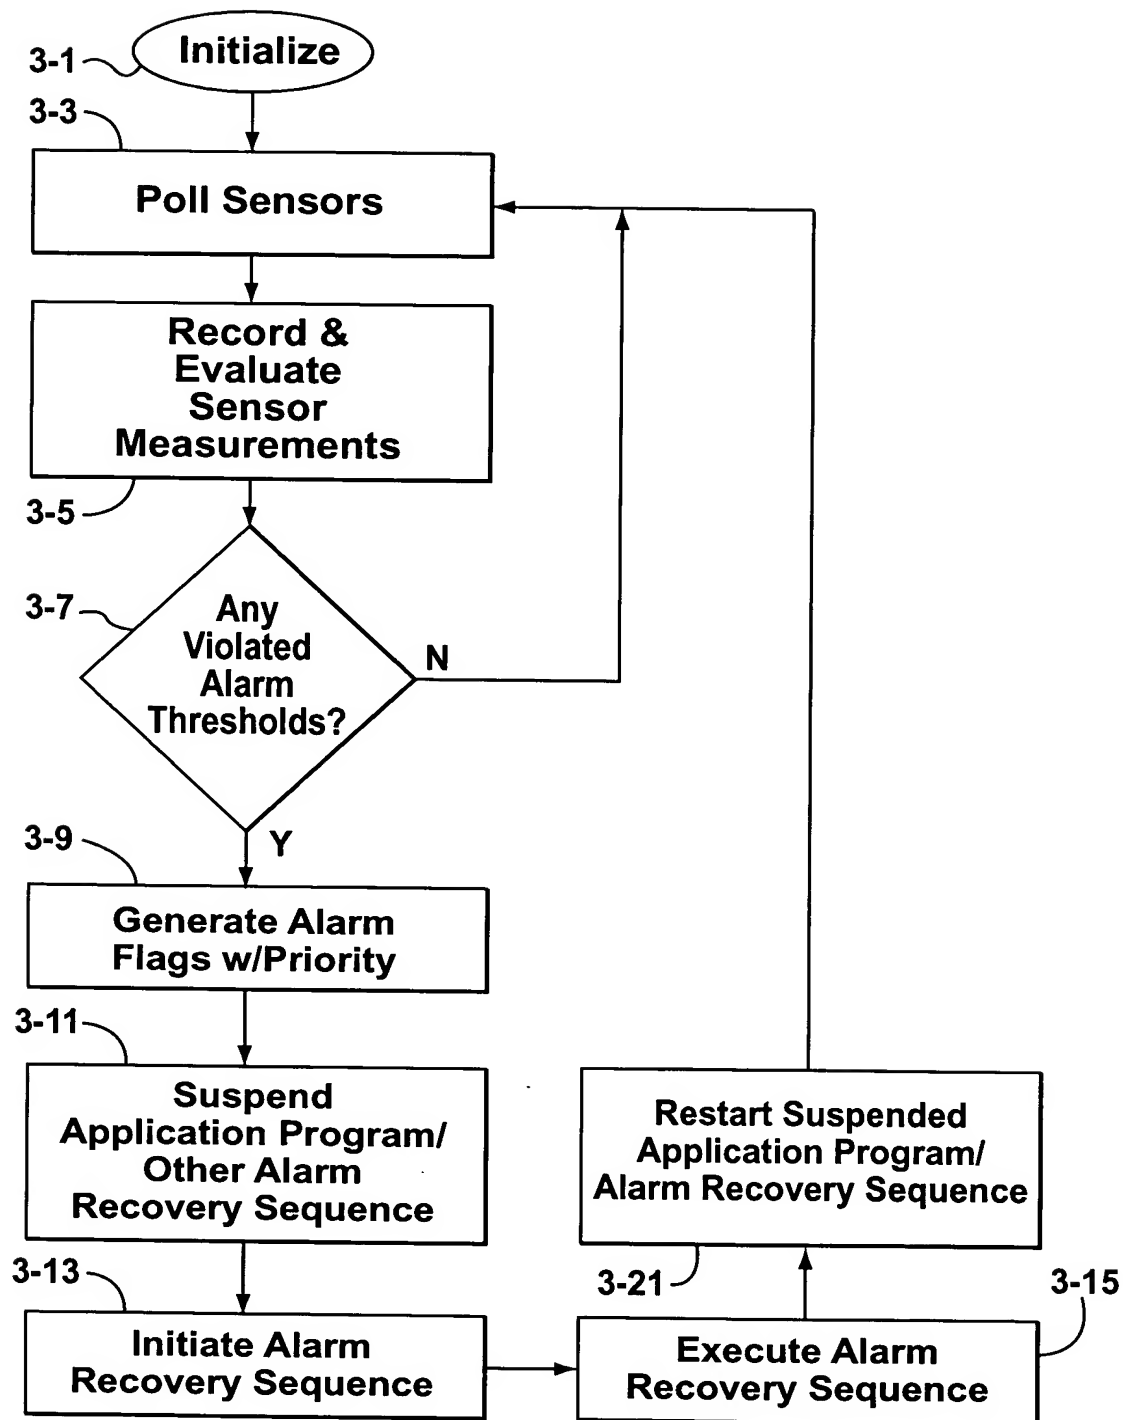 Initialize
3-1
3-3
Poll Sensors
Record &
Evaluate
Sensor
Measurements
3-5
3-7
Any
Violated
Alarm
Thresholds?
N
Y
3-9
Generate Alarm
Flags w/Priority
3-11
Suspend
Application Program/
Other Alarm
Recovery Sequence
3-13
Initiate Alarm
Recovery Sequence
Execute Alarm
Recovery Sequence
3-15
Restart Suspended
Application Program/
Alarm Recovery Sequence
3-21